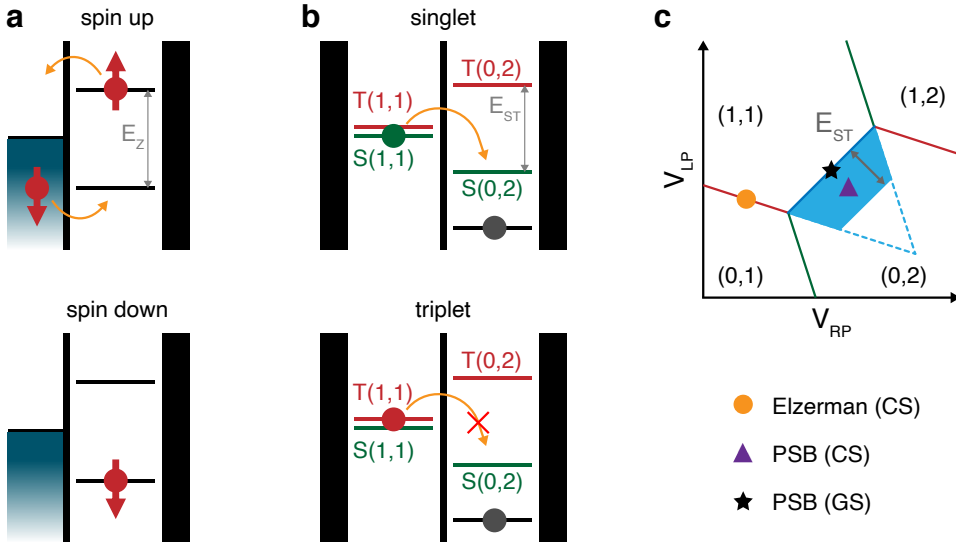 a
spin up
E_Z
spin down
b
singlet
T(0,2)
T(1,1)
E_ST
S(1,1)
S(0,2)
triplet
T(0,2)
T(1,1)
S(1,1)
S(0,2)
c
(1,1)
(1,2)
E_ST
V_LP
(0,1)
(0,2)
V_RP
Elzerman (CS)
PSB (CS)
PSB (GS)